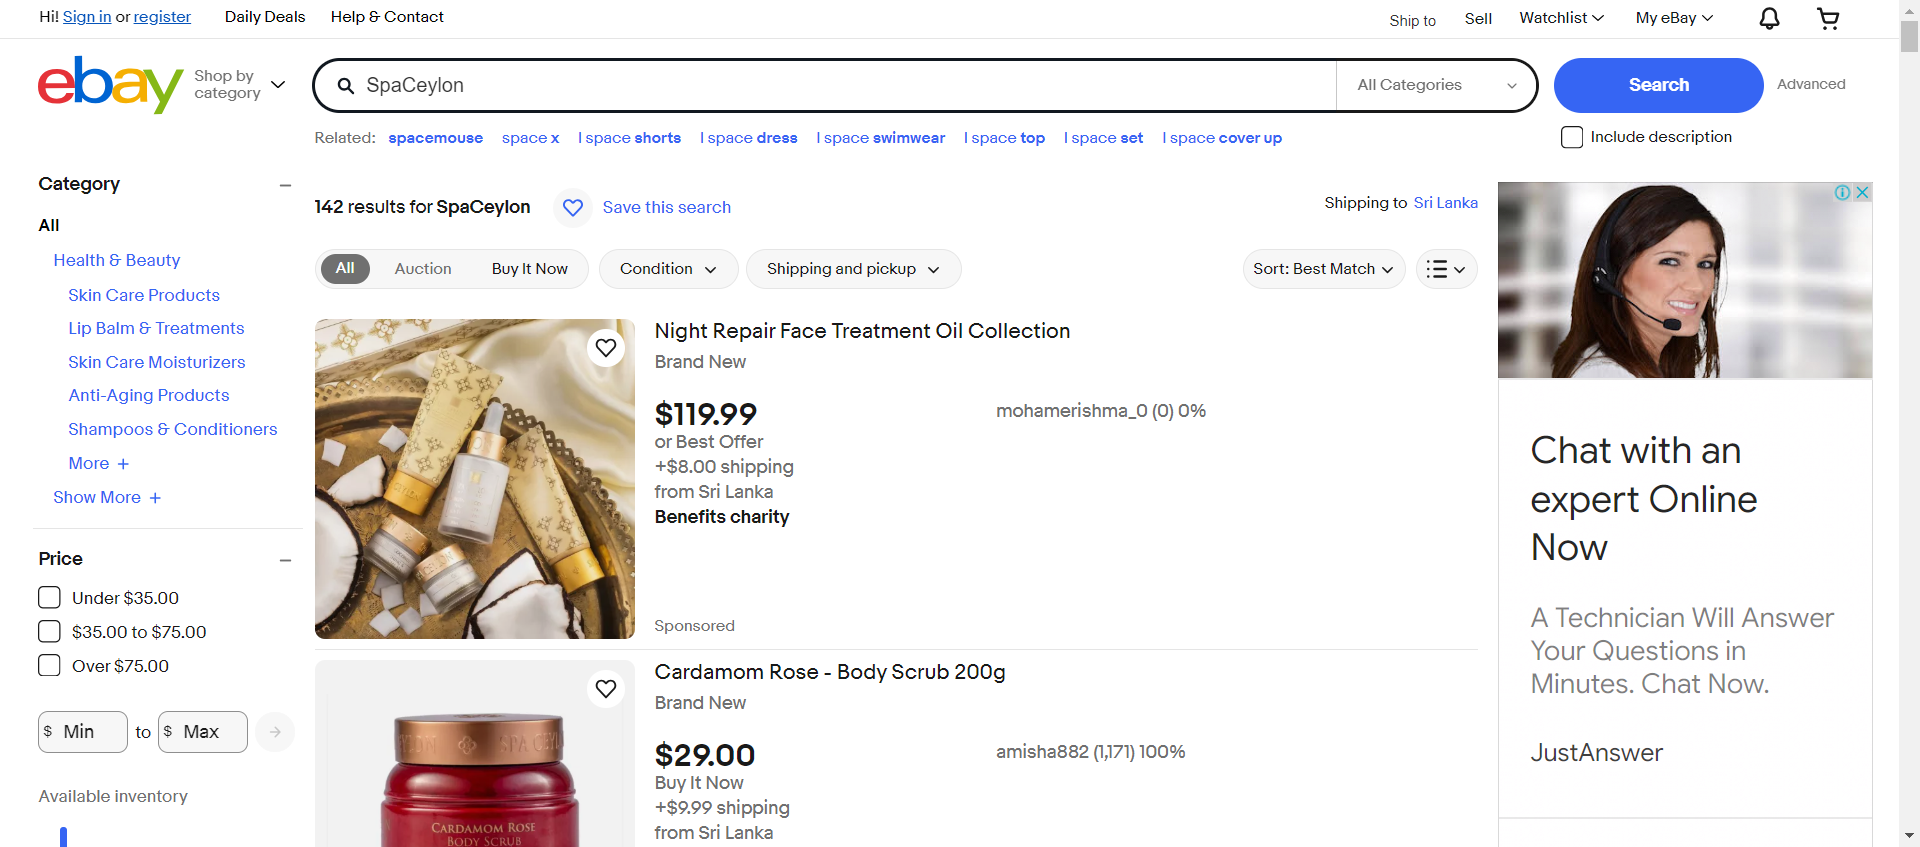 Hi! Sign in or register
Daily Deals
Help & Contact
Ship to
Sell
Watchlist
My eBay
ebay
Shop by
category
SpaCeylon
All Categories
Search
Advanced
Related: spacemouse space x l space shorts l space dress l space swimwear l space top l space set l space cover up
Include description
Category
All
Health & Beauty
Skin Care Products
Lip Balm & Treatments
Skin Care Moisturizers
Anti-Aging Products
Shampoos & Conditioners
More +
Show More +
Price
Under $35.00
$35.00 to $75.00
Over $75.00
$ Min to $ Max
Available inventory
142 results for SpaCeylon
Save this search
Shipping to Sri Lanka
All
Auction
Buy It Now
Condition
Shipping and pickup
Sort: Best Match
Night Repair Face Treatment Oil Collection
Brand New
$119.99
or Best Offer
+$8.00 shipping
from Sri Lanka
Benefits charity
mohamerishma_0 (0) 0%
Sponsored
Cardamom Rose - Body Scrub 200g
Brand New
$29.00
Buy It Now
+$9.99 shipping
from Sri Lanka
amisha882 (1,171) 100%
CARDAMOM ROSE
BODY SCRUB
Chat with an
expert Online
Now
A Technician Will Answer
Your Questions in
Minutes. Chat Now.
JustAnswer